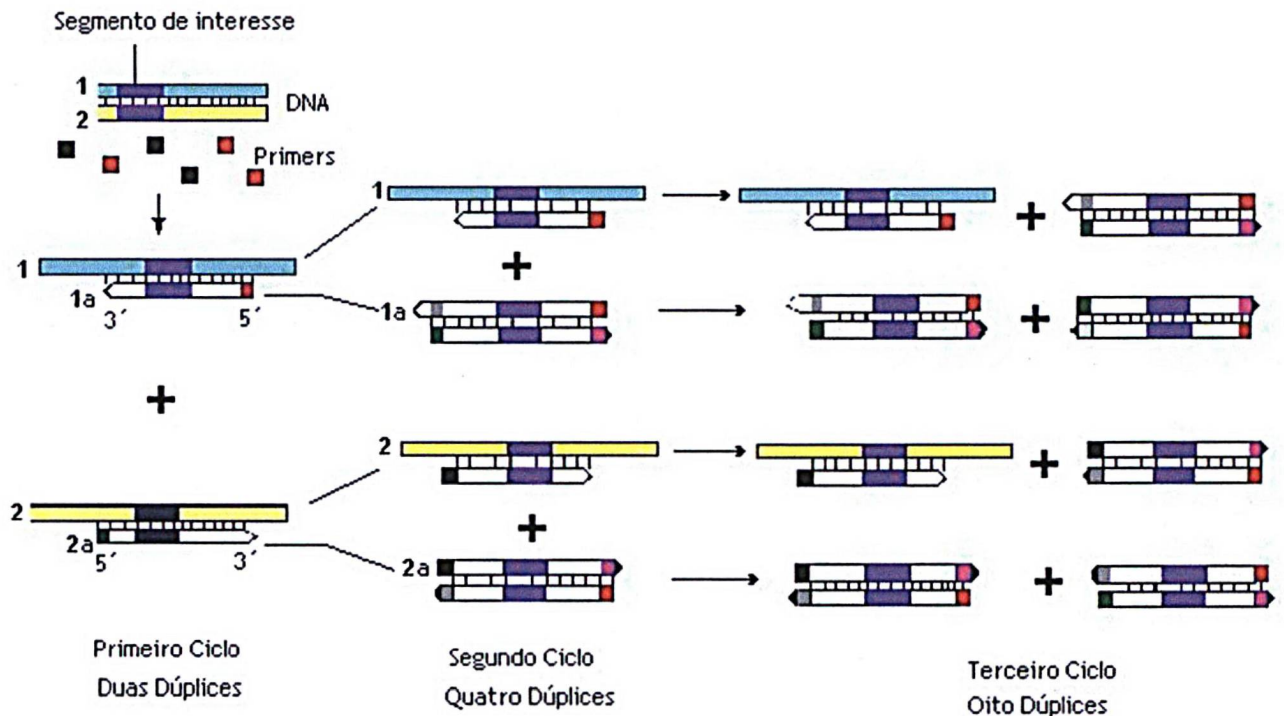 Segmento de interesse
1
DNA
2
Primers
1
1
1a
3´ 5´
1a
2
2
2a
5´ 3´
2a
Primeiro Ciclo
Duas Dúplices
Segundo Ciclo
Quatro Dúplices
Terceiro Ciclo
Oito Dúplices